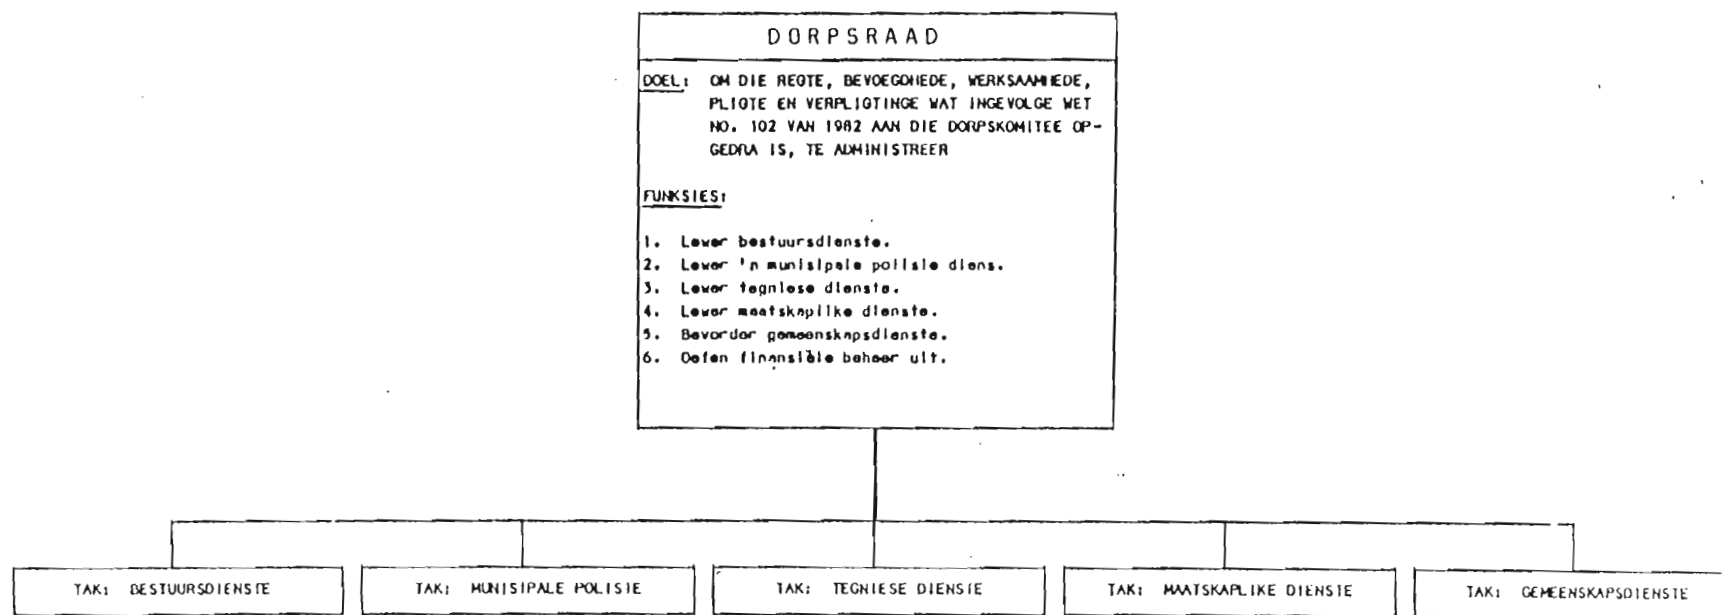 DORPSRAAD
DOEL: OM DIE REGTE, BEVOEGDHEDE, WERKSAAMHEDE,
PLIGTE EN VERPLIGTINGE WAT INGEVOLGE WET
NO. 102 VAN 1982 AAN DIE DORPSKOMITEE OP-
GEDRA IS, TE ADMINISTREER
FUNKSIES:
1. Lewer bestuursdienste.
2. Lewer 'n munisipale polisie diens.
3. Lewer tegniese dienste.
4. Lewer maatskaplike dienste.
5. Bevorder gemeenskapsdienste.
6. Oefen finansiële beheer uit.
TAK: BESTUURSDIENSTE
TAK: MUNISIPALE POLISIE
TAK: TEGNIESE DIENSTE
TAK: MAATSKAPLIKE DIENSTE
TAK: GEMEENSKAPSDIENSTE